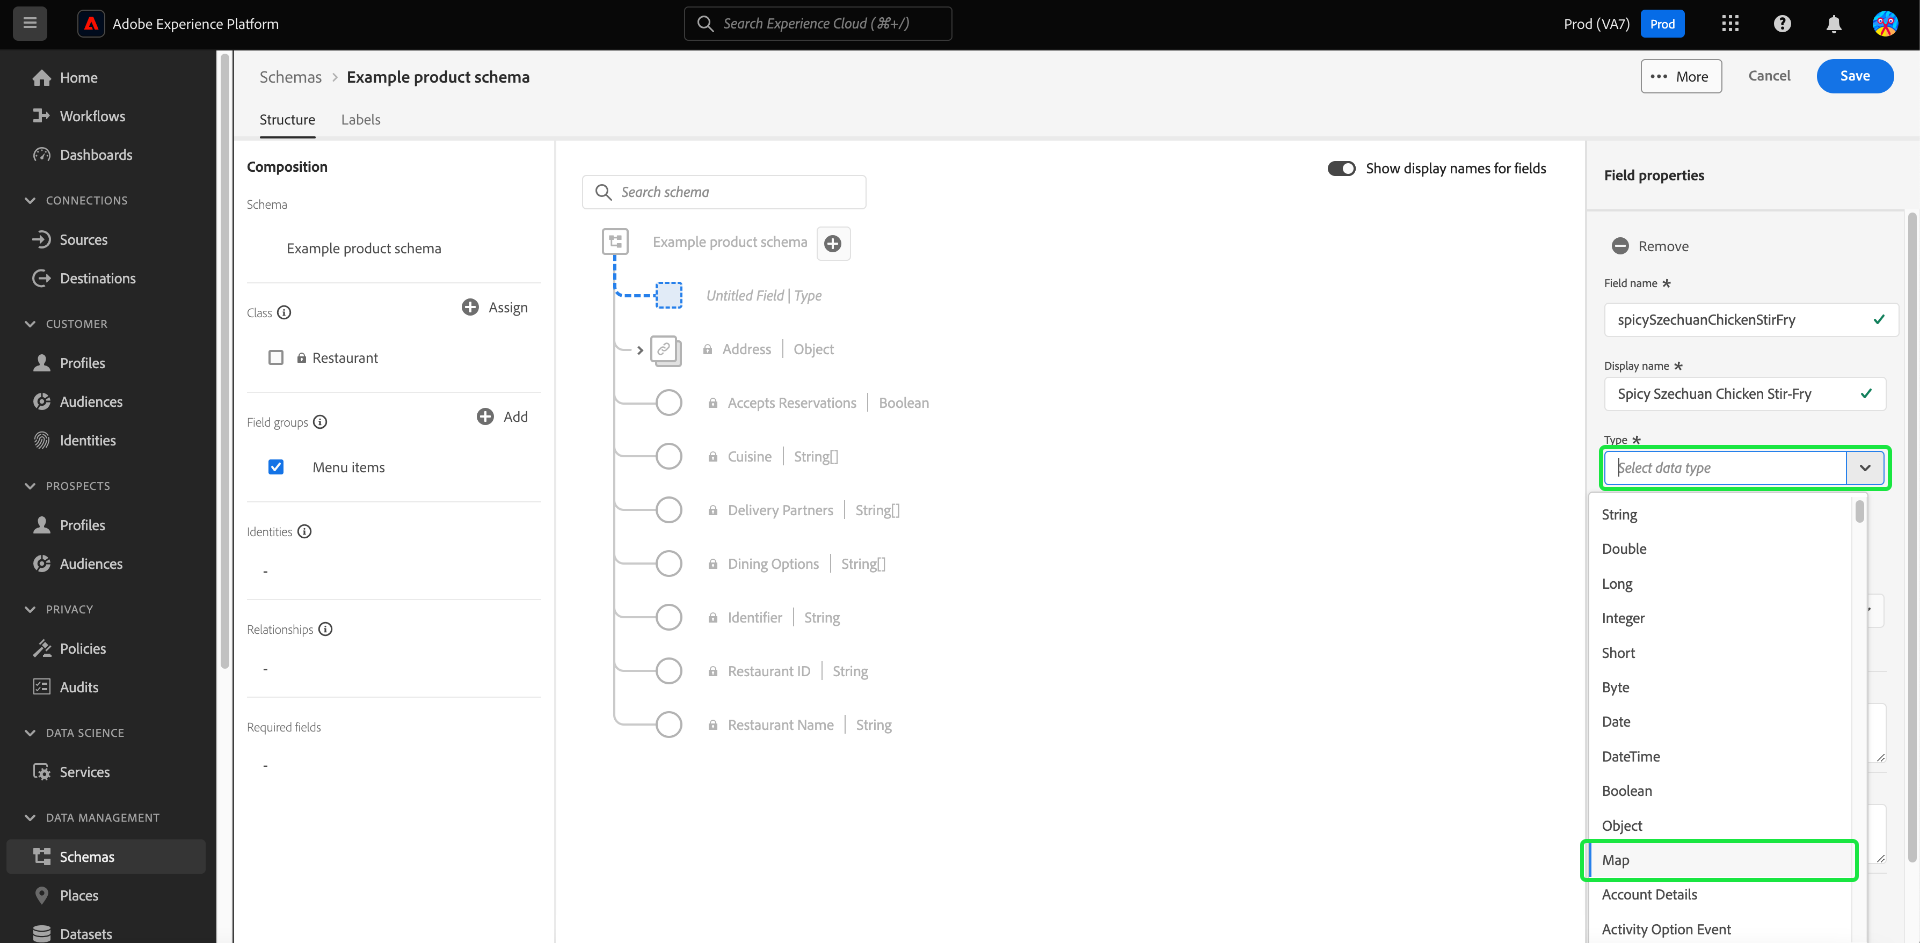 Adobe Experience Platform
Search Experience Cloud (⌘+/)
Prod (VA7)
Prod
Home
Workflows
Dashboards
CONNECTIONS
Sources
Destinations
CUSTOMER
Profiles
Audiences
Identities
PROSPECTS
Profiles
Audiences
PRIVACY
Policies
Audits
DATA SCIENCE
Services
DATA MANAGEMENT
Schemas
Places
Datasets
Schemas > Example product schema
••• More
Cancel
Save
Structure
Labels
Composition
Schema
Example product schema
Class
Assign
Restaurant
Field groups
Add
Menu items
Identities
-
Relationships
-
Required fields
-
Show display names for fields
Search schema
Example product schema
Untitled Field | Type
Address | Object
Accepts Reservations | Boolean
Cuisine | String[]
Delivery Partners | String[]
Dining Options | String[]
Identifier | String
Restaurant ID | String
Restaurant Name | String
Field properties
Remove
Field name *
spicySzechuanChickenStirFry
Display name *
Spicy Szechuan Chicken Stir-Fry
Type *
Select data type
String
Double
Long
Integer
Short
Byte
Date
DateTime
Boolean
Object
Map
Account Details
Activity Option Event